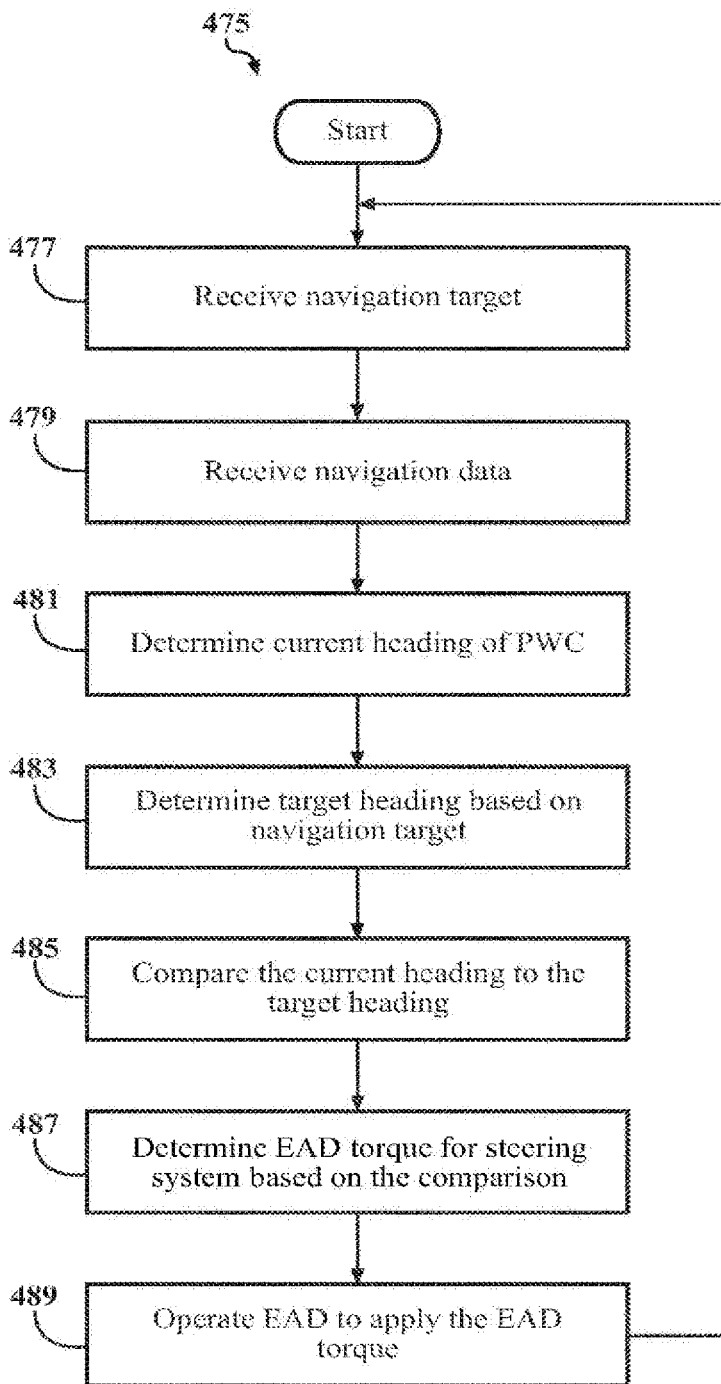 475
Start
477
Receive navigation target
479
Receive navigation data
481
Determine current heading of PWC
483
Determine target heading based on
navigation target
485
Compare the current heading to the
target heading
487
Determine EAD torque for steering
system based on the comparison
489
Operate EAD to apply the EAD
torque